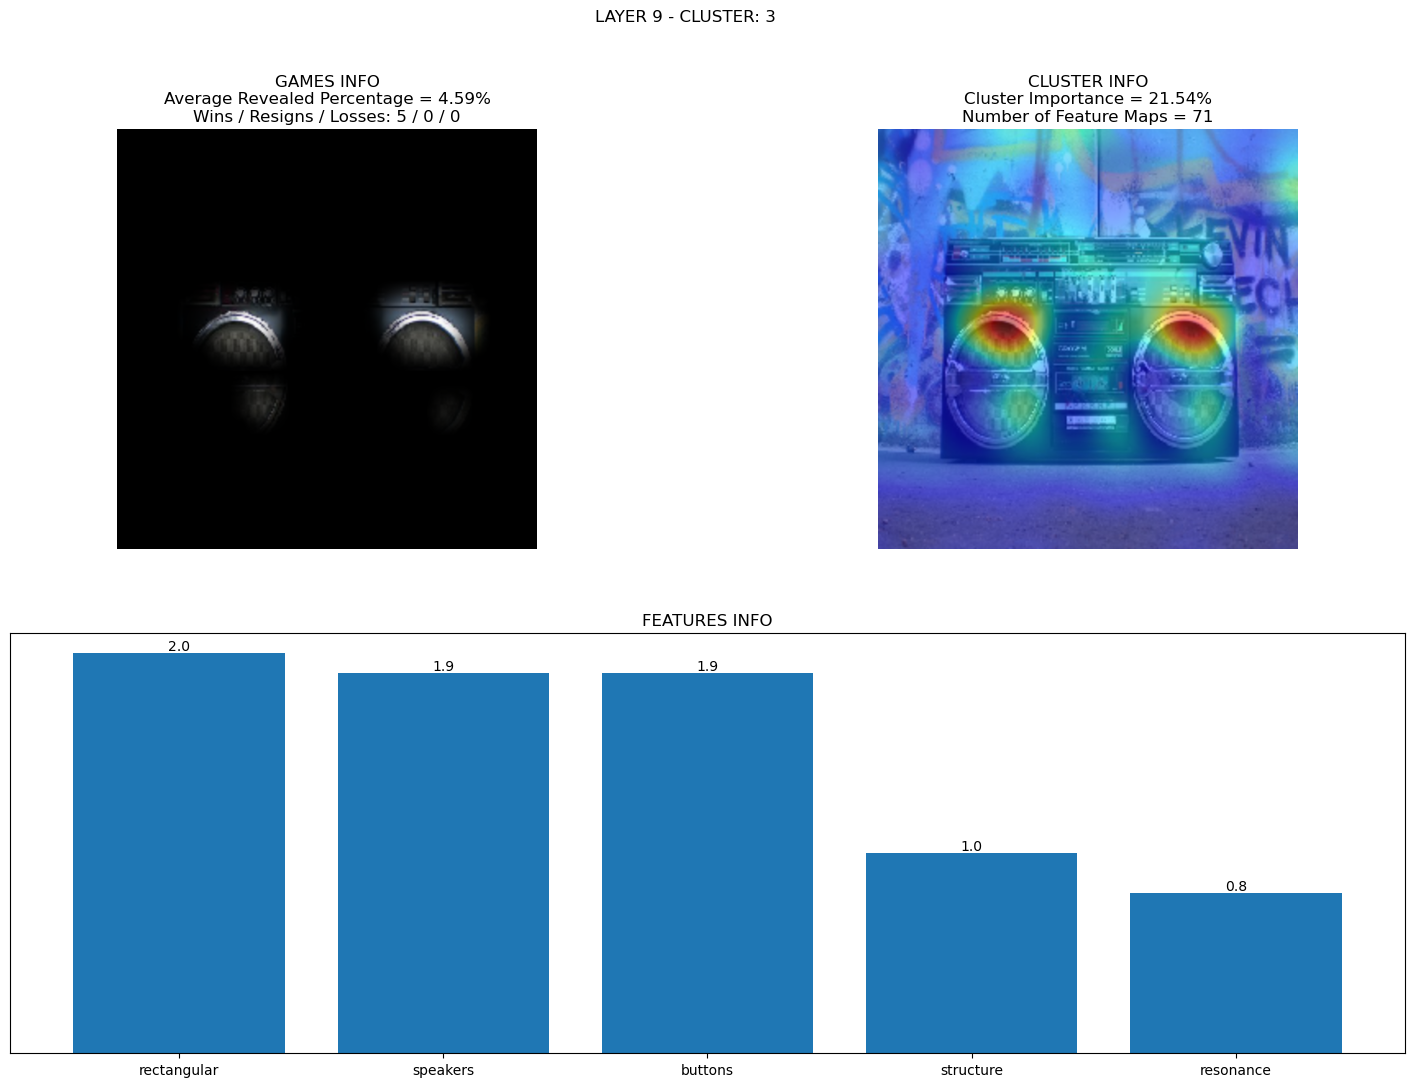 LAYER 9 - CLUSTER: 3
GAMES INFO
Average Revealed Percentage = 4.59%
Wins / Resigns / Losses: 5 / 0 / 0
CLUSTER INFO
Cluster Importance = 21.54%
Number of Feature Maps = 71
EVIN
ECH
FEATURES INFO
2.0
1.9
1.9
1.0
0.8
rectangular
speakers
buttons
structure
resonance